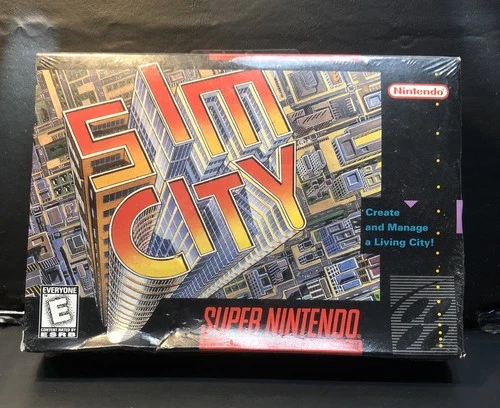 SIM
CITY
Nintendo
Create
and Manage
a Living City!
EVERYONE
E
CONTENT RATED BY
ESRB
SUPER NINTENDO